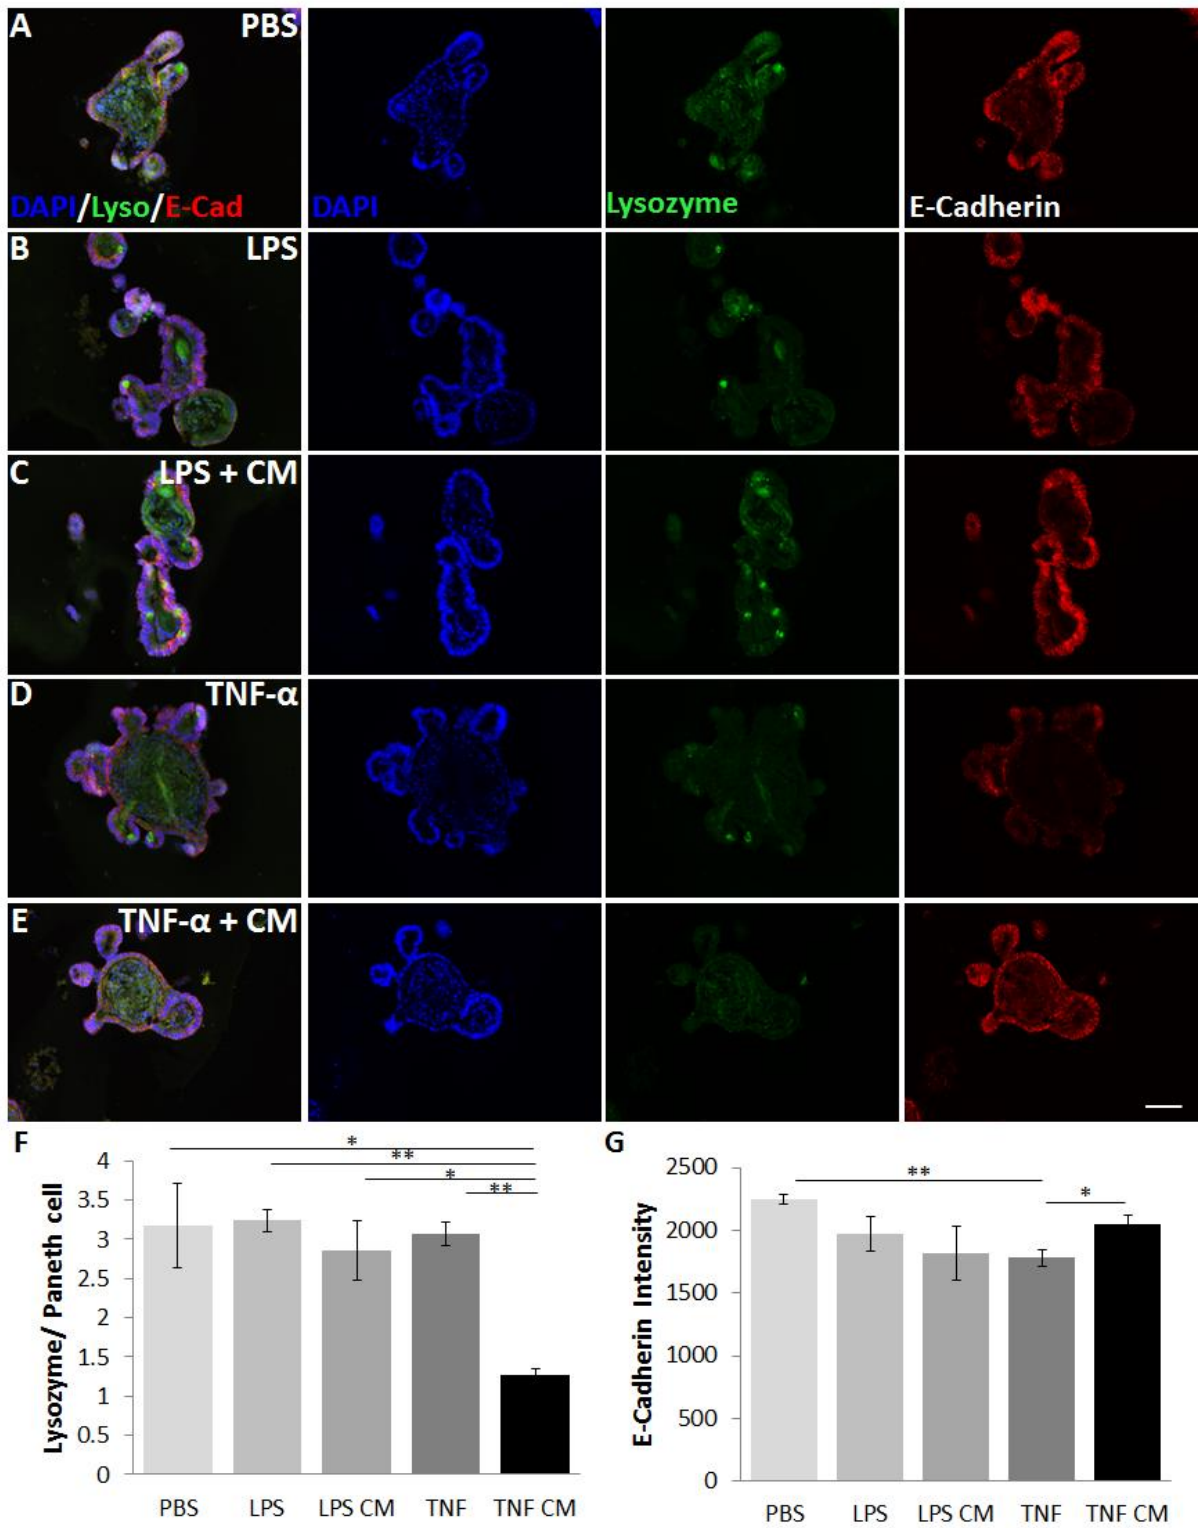 A PBS
DAPI/Lyso/E-Cad
DAPI
Lysozyme
E-Cadherin
B LPS
C LPS + CM
D TNF-α
E TNF-α + CM
F
*
**
*
**
Lysozyme/ Paneth cell
4
3.5
3
2.5
2
1.5
1
0.5
0
PBS LPS LPS CM TNF TNF CM
G
**
*
E-Cadherin Intensity
2500
2000
1500
1000
500
0
PBS LPS LPS CM TNF TNF CM